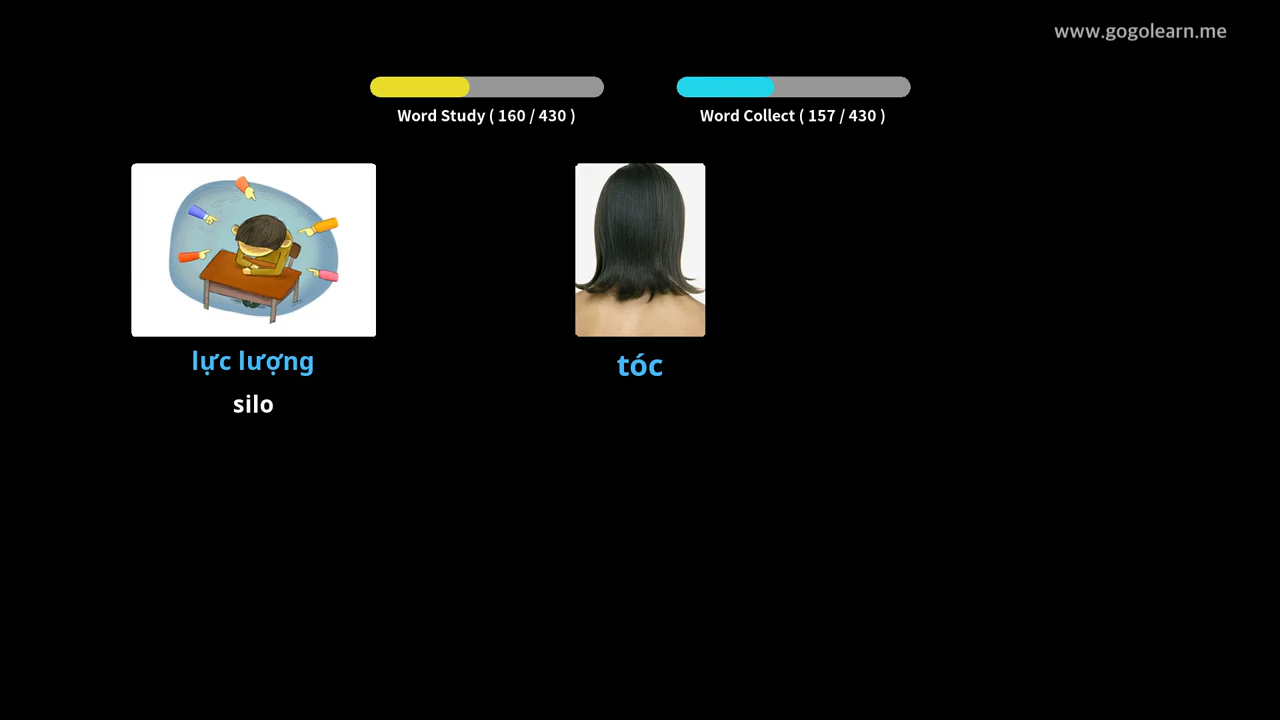 www.gogolearn.me
Word Study ( 160 / 430 )
Word Collect ( 157 / 430 )
lực lượng
silo
tóc